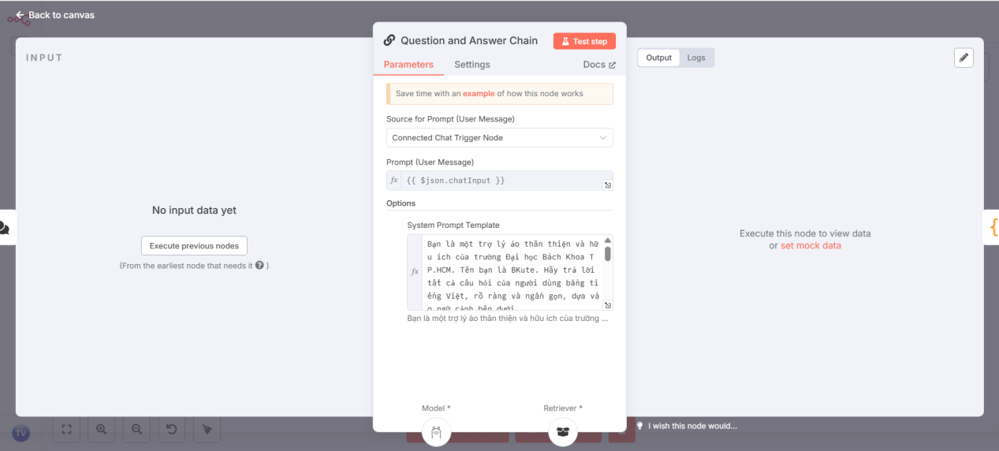 Back to canvas
INPUT
No input data yet
Execute previous nodes
(From the earliest node that needs it ? )
Question and Answer Chain
Test step
Parameters
Settings
Docs
Save time with an example of how this node works
Source for Prompt (User Message)
Connected Chat Trigger Node
Prompt (User Message)
fx {{ $json.chatInput }}
Options
System Prompt Template
fx
Bạn là một trợ lý ảo thân thiện và hữ
u ích của trường Đại học Bách Khoa T
P.HCM. Tên bạn là BKute. Hãy trả lời
tất cả câu hỏi của người dùng bằng ti
ếng Việt, rõ ràng và ngắn gọn, dựa và
o ngữ cảnh bên dưới
Bạn là một trợ lý ảo thân thiện và hữu ích của trường ...
Model *
Retriever *
Output
Logs
Execute this node to view data
or set mock data
I wish this node would...
TV